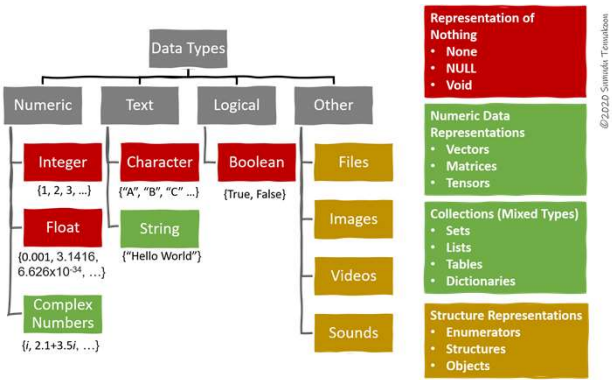 Data Types
Numeric
Text
Logical
Other
Integer
{1, 2, 3, ...}
Float
{0.001, 3.1416,
6.626x10⁻³⁴, ...}
Complex
Numbers
{i, 2.1+3.5i, ...}
Character
{“A”, “B”, “C” ...}
String
{“Hello World”}
Boolean
{True, False}
Files
Images
Videos
Sounds
Representation of
Nothing
• None
• NULL
• Void
Numeric Data
Representations
• Vectors
• Matrices
• Tensors
Collections (Mixed Types)
• Sets
• Lists
• Tables
• Dictionaries
Structure Representations
• Enumerators
• Structures
• Objects
©2020